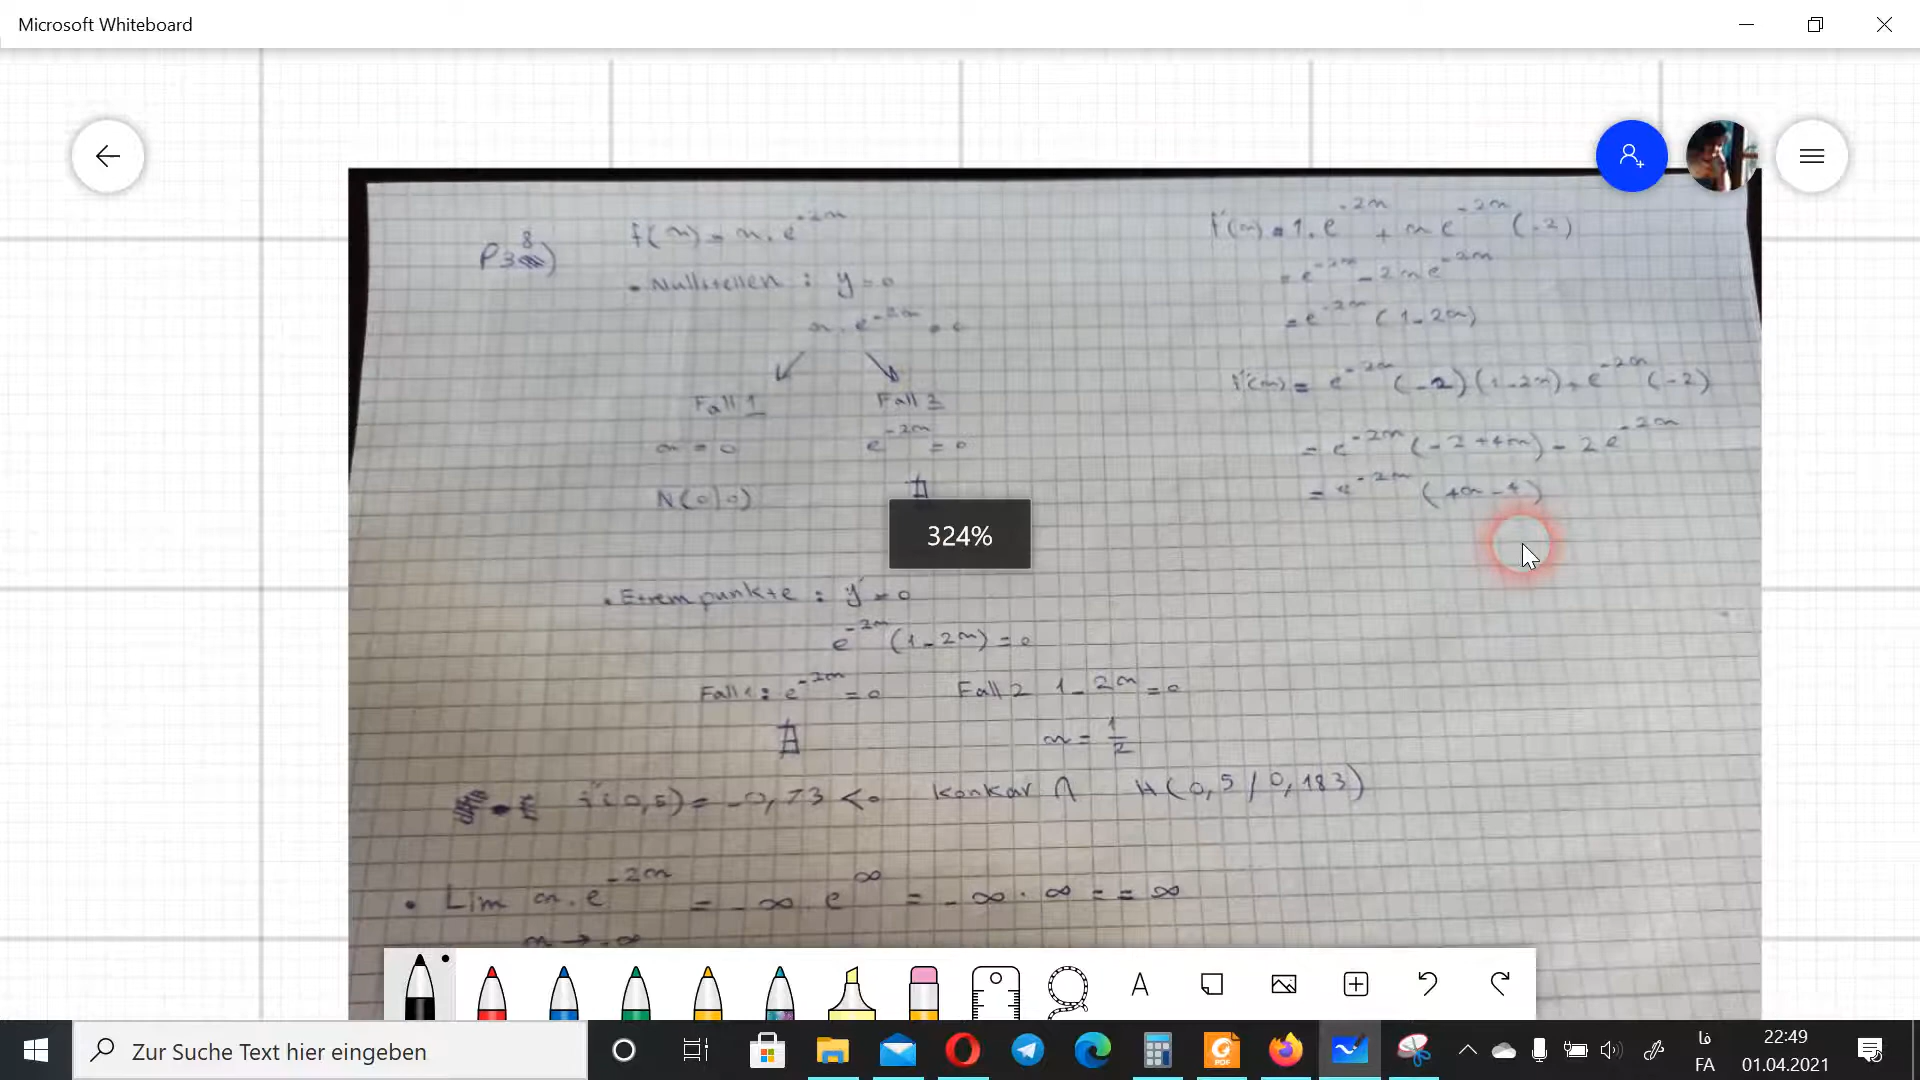 Microsoft Whiteboard
P3 8)
f(x) = x · e^-2x
• Nullstellen : y = 0
x · e^-2x = 0
Fall 1
Fall 2
x = 0
e^-2x = 0
N(0|0)
∄
f'(x) = 1 · e^-2x + x e^-2x (-2)
= e^-2x - 2x e^-2x
= e^-2x (1 - 2x)
f''(x) = e^-2x (-2)(1-2x) + e^-2x (-2)
= e^-2x (-2 + 4x) - 2 e^-2x
= e^-2x (4x - 4)
324%
• Etrempunkte : y' = 0
e^-2x (1 - 2x) = 0
Fall 1 : e^-2x = 0
Fall 2 1 - 2x = 0
∄
x = 1/2
f''(0,5) = -0,73 < 0 konkav ∩ H(0,5 / 0,183)
• Lim x · e^-2x = -∞ · e^∞ = -∞ · ∞ = = ∞
x → -∞
Zur Suche Text hier eingeben
PDF
فا
FA
22:49
01.04.2021